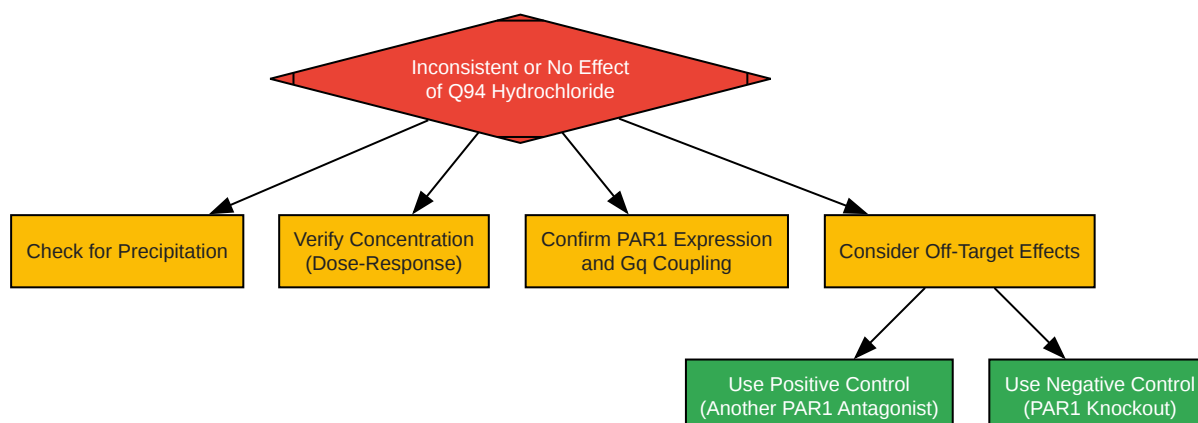 Inconsistent or No Effect
of Q94 Hydrochloride
Check for Precipitation
Verify Concentration
(Dose-Response)
Confirm PAR1 Expression
and Gq Coupling
Consider Off-Target Effects
Use Positive Control
(Another PAR1 Antagonist)
Use Negative Control
(PAR1 Knockout)